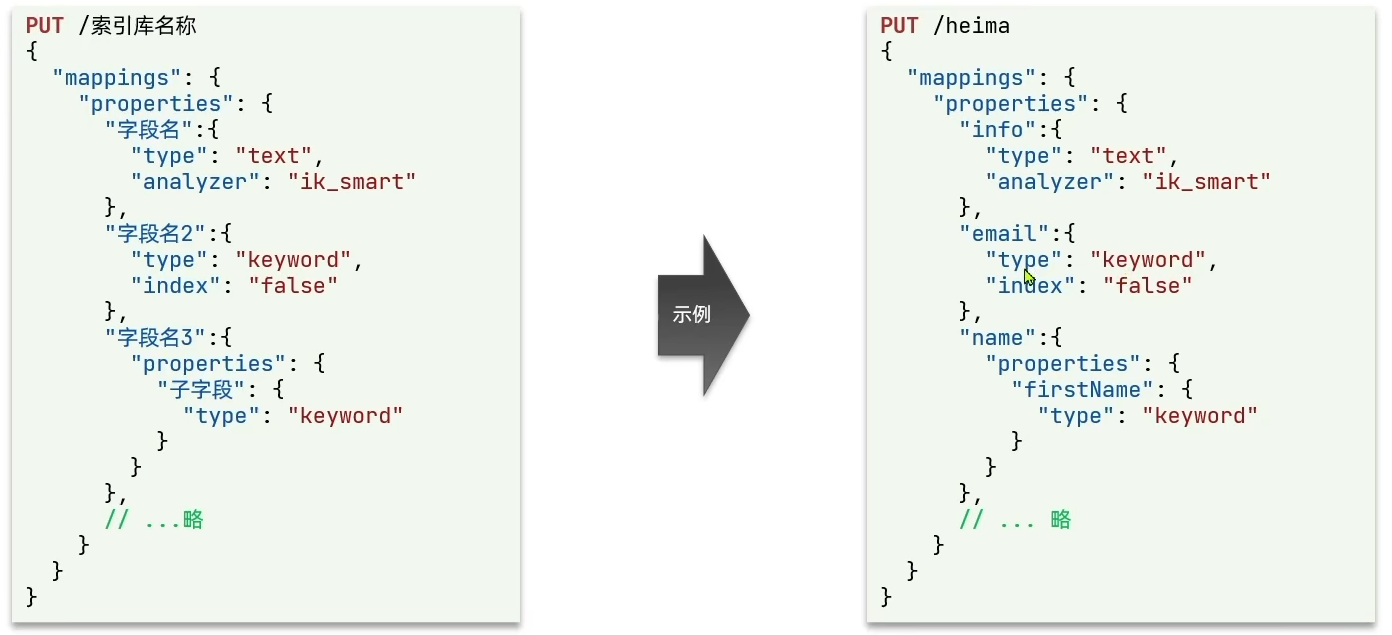 PUT /索引库名称
{
  "mappings": {
    "properties": {
      "字段名":{
        "type": "text",
        "analyzer": "ik_smart"
      },
      "字段名2":{
        "type": "keyword",
        "index": "false"
      },
      "字段名3":{
        "properties": {
          "子字段": {
            "type": "keyword"
          }
        }
      },
      // ...略
    }
  }
}
示例
PUT /heima
{
  "mappings": {
    "properties": {
      "info":{
        "type": "text",
        "analyzer": "ik_smart"
      },
      "email":{
        "type": "keyword",
        "index": "false"
      },
      "name":{
        "properties": {
          "firstName": {
            "type": "keyword"
          }
        }
      },
      // ... 略
    }
  }
}